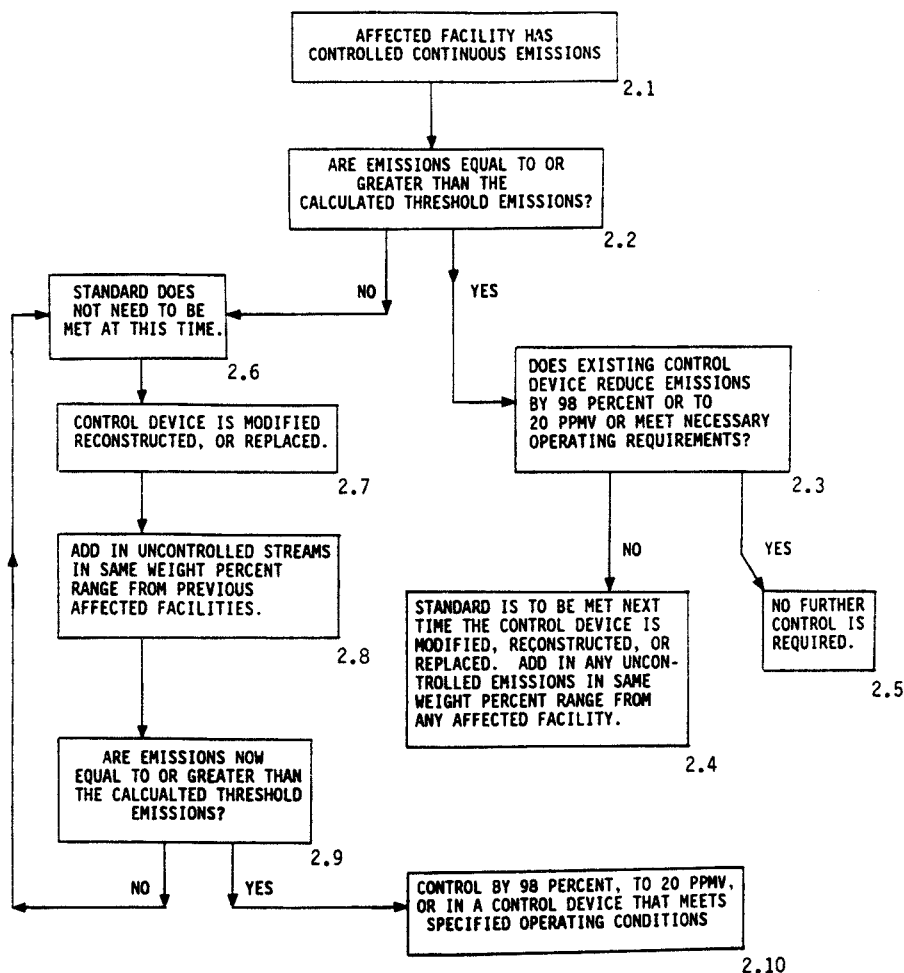 AFFECTED FACILITY HAS
CONTROLLED CONTINUOUS EMISSIONS
2.1
ARE EMISSIONS EQUAL TO OR
GREATER THAN THE
CALCULATED THRESHOLD EMISSIONS?
2.2
NO
YES
STANDARD DOES
NOT NEED TO BE
MET AT THIS TIME.
2.6
DOES EXISTING CONTROL
DEVICE REDUCE EMISSIONS
BY 98 PERCENT OR TO
20 PPMV OR MEET NECESSARY
OPERATING REQUIREMENTS?
2.3
CONTROL DEVICE IS MODIFIED
RECONSTRUCTED, OR REPLACED.
2.7
NO
YES
ADD IN UNCONTROLLED STREAMS
IN SAME WEIGHT PERCENT
RANGE FROM PREVIOUS
AFFECTED FACILITIES.
2.8
STANDARD IS TO BE MET NEXT
TIME THE CONTROL DEVICE IS
MODIFIED, RECONSTRUCTED, OR
REPLACED. ADD IN ANY UNCON-
TROLLED EMISSIONS IN SAME
WEIGHT PERCENT RANGE FROM
ANY AFFECTED FACILITY.
2.4
NO FURTHER
CONTROL IS
REQUIRED.
2.5
ARE EMISSIONS NOW
EQUAL TO OR GREATER THAN
THE CALCUALTED THRESHOLD
EMISSIONS?
2.9
NO
YES
CONTROL BY 98 PERCENT, TO 20 PPMV,
OR IN A CONTROL DEVICE THAT MEETS
SPECIFIED OPERATING CONDITIONS
2.10